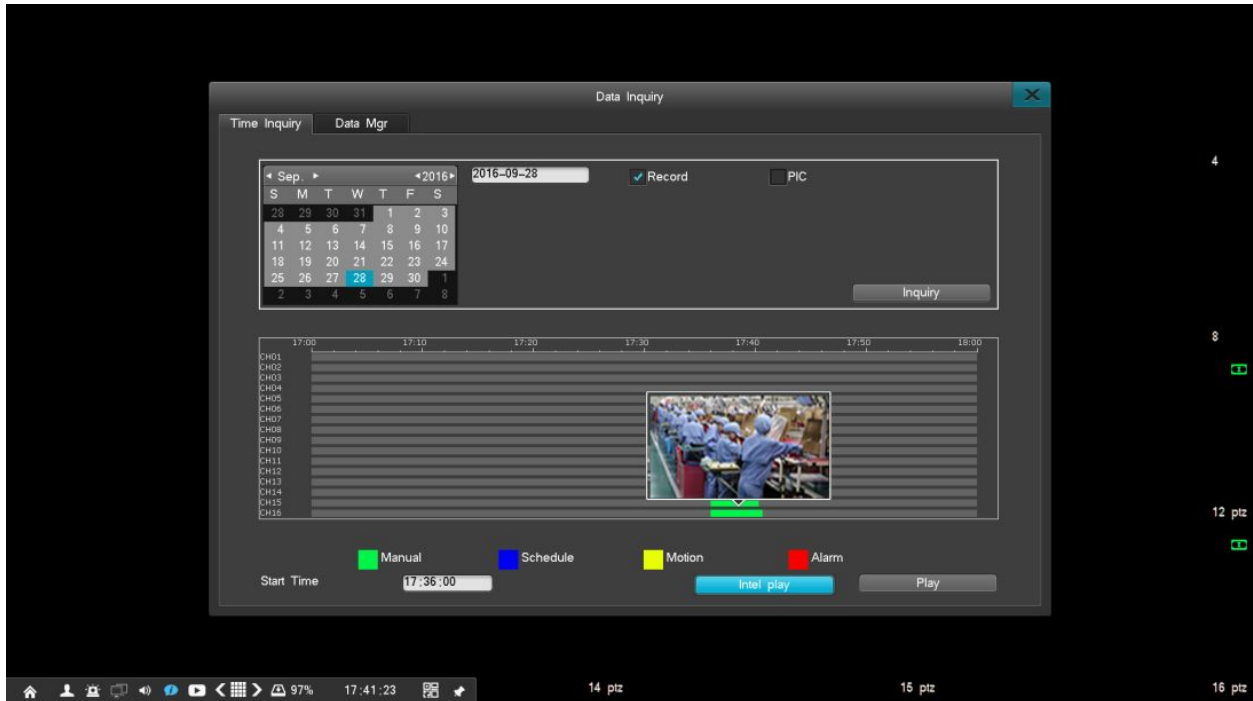 Data Inquiry
Time Inquiry Data Mgr
4
Sep. 2016
2016-09-28
Record
PIC
S M T W T F S
28 29 30 31 1 2 3
4 5 6 7 8 9 10
11 12 13 14 15 16 17
18 19 20 21 22 23 24
25 26 27 28 29 30 1
2 3 4 5 6 7 8
Inquiry
8
17:00 17:10 17:20 17:30 17:40 17:50 18:00
CH01
CH02
CH03
CH04
CH05
CH06
CH07
CH08
CH09
CH10
CH11
CH12
CH13
CH14
CH15
CH16
12 ptz
Manual Schedule Motion Alarm
Start Time 17:36:00 Intel play Play
97% 17:41:23 14 ptz 15 ptz 16 ptz